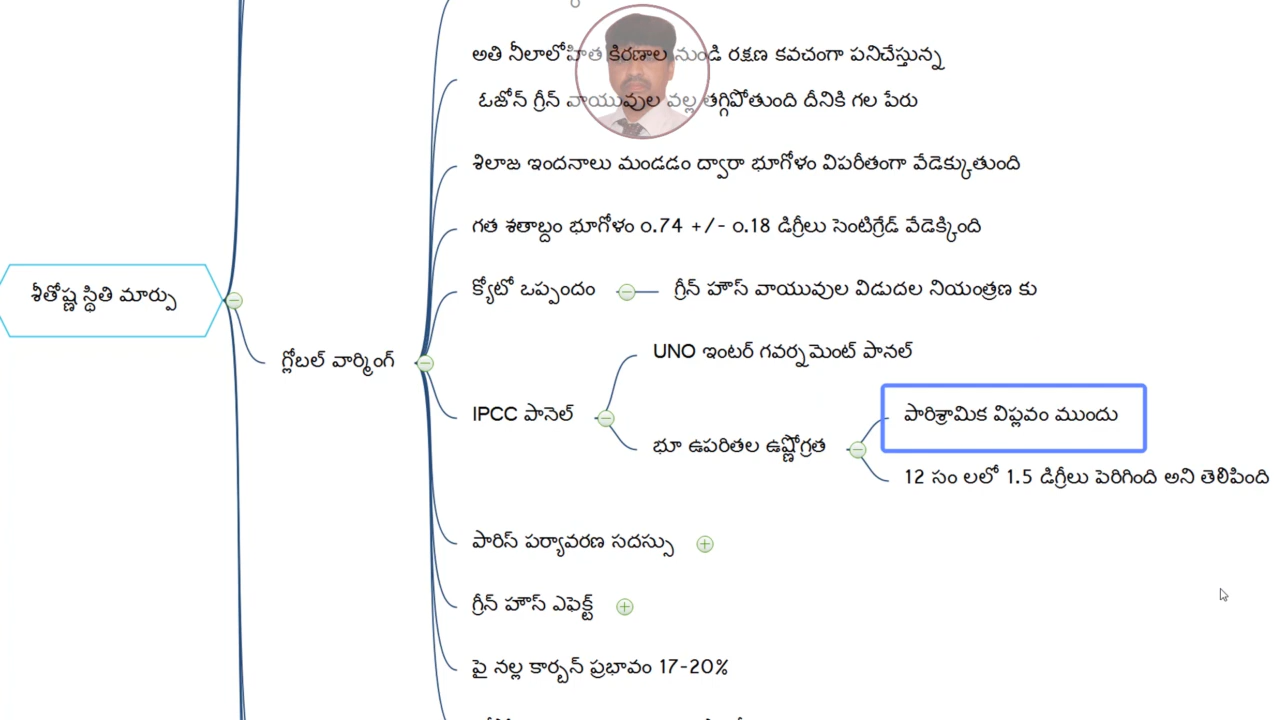 అతి నీలాలోహిత కిరణాల నుండి రక్షణ కవచంగా పనిచేస్తున్న
ఓజోన్ గ్రీన్ వాయువుల వల్ల తగ్గిపోతుంది దీనికి గల పేరు
శిలాజ ఇందనాలు మండడం ద్వారా భూగోళం విపరీతంగా వేడెక్కుతుంది
గత శతాబ్దం భూగోళం 0.74 +/- 0.18 డిగ్రీలు సెంటిగ్రేడ్ వేడెక్కింది
శీతోష్ణ స్థితి మార్పు
క్యోటో ఒప్పందం
గ్రీన్ హౌస్ వాయువుల విడుదల నియంత్రణ కు
UNO ఇంటర్ గవర్నమెంట్ పానల్
గ్లోబల్ వార్మింగ్
IPCC పానెల్
పారిశ్రామిక విప్లవం ముందు
భూ ఉపరితల ఉష్ణోగ్రత
12 సం లలో 1.5 డిగ్రీలు పెరిగింది అని తెలిపింది
పారిస్ పర్యావరణ సదస్సు
గ్రీన్ హౌస్ ఎఫెక్ట్
పై నల్ల కార్బన్ ప్రభావం 17-20%